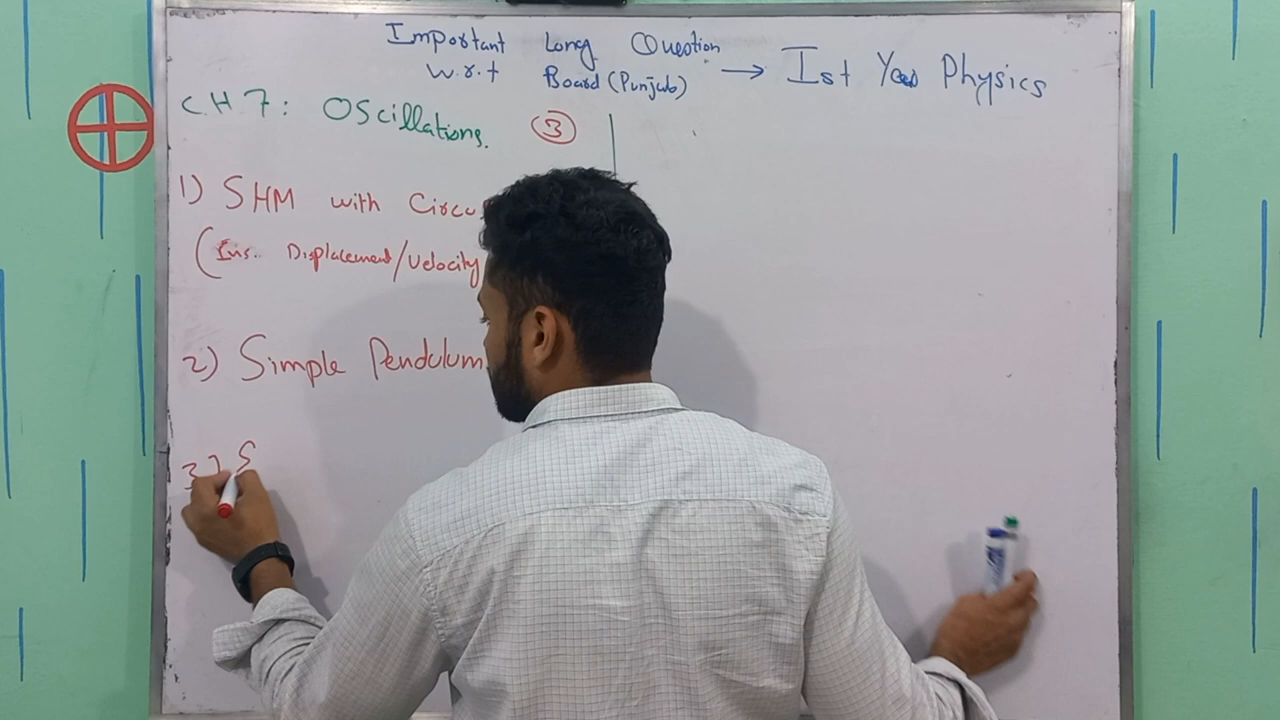 Important Long Question
w.r.t Board (Punjab) → Ist Year Physics
CH 7: Oscillations. 3
1) SHM with Circu
(Ins. Displacement/Velocity
2) Simple Pendulum
3) S